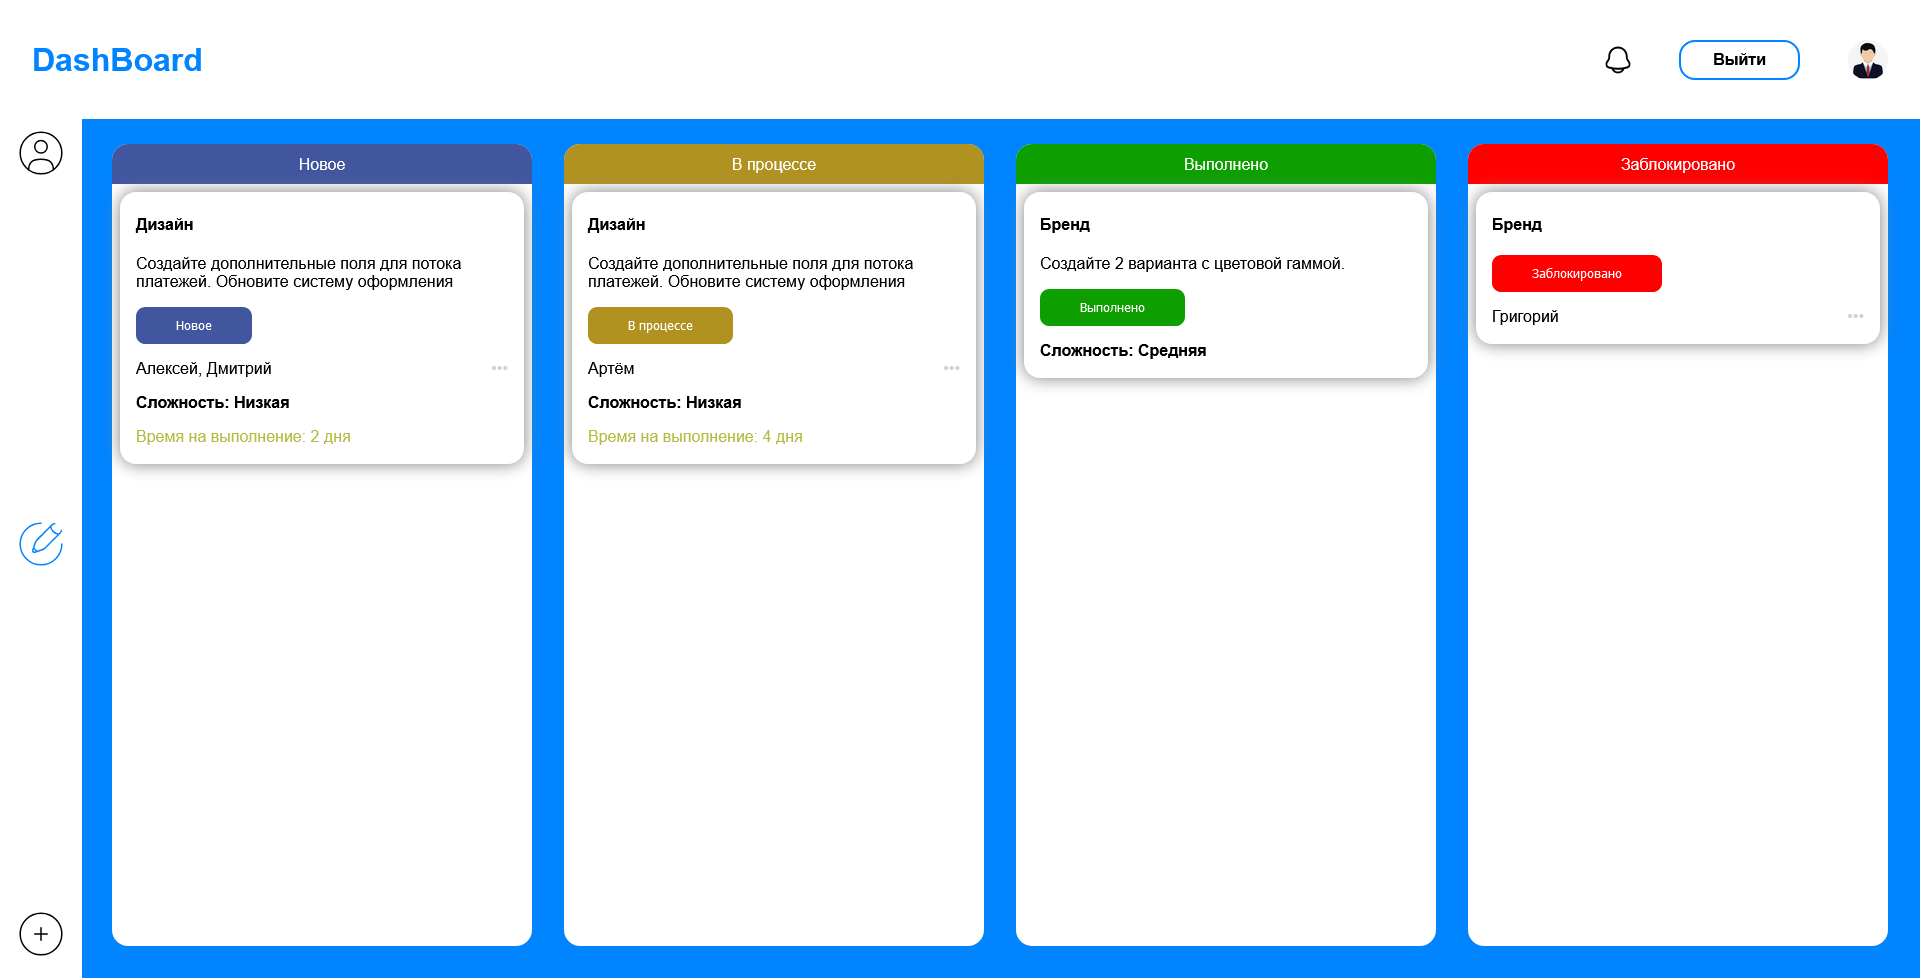 DashBoard
Выйти
Новое
Дизайн
Создайте дополнительные поля для потока
платежей. Обновите систему оформления
Новое
Алексей, Дмитрий
Сложность: Низкая
Время на выполнение: 2 дня
В процессе
Дизайн
Создайте дополнительные поля для потока
платежей. Обновите систему оформления
В процессе
Артём
Сложность: Низкая
Время на выполнение: 4 дня
Выполнено
Бренд
Создайте 2 варианта с цветовой гаммой.
Выполнено
Сложность: Средняя
Заблокировано
Бренд
Заблокировано
Григорий